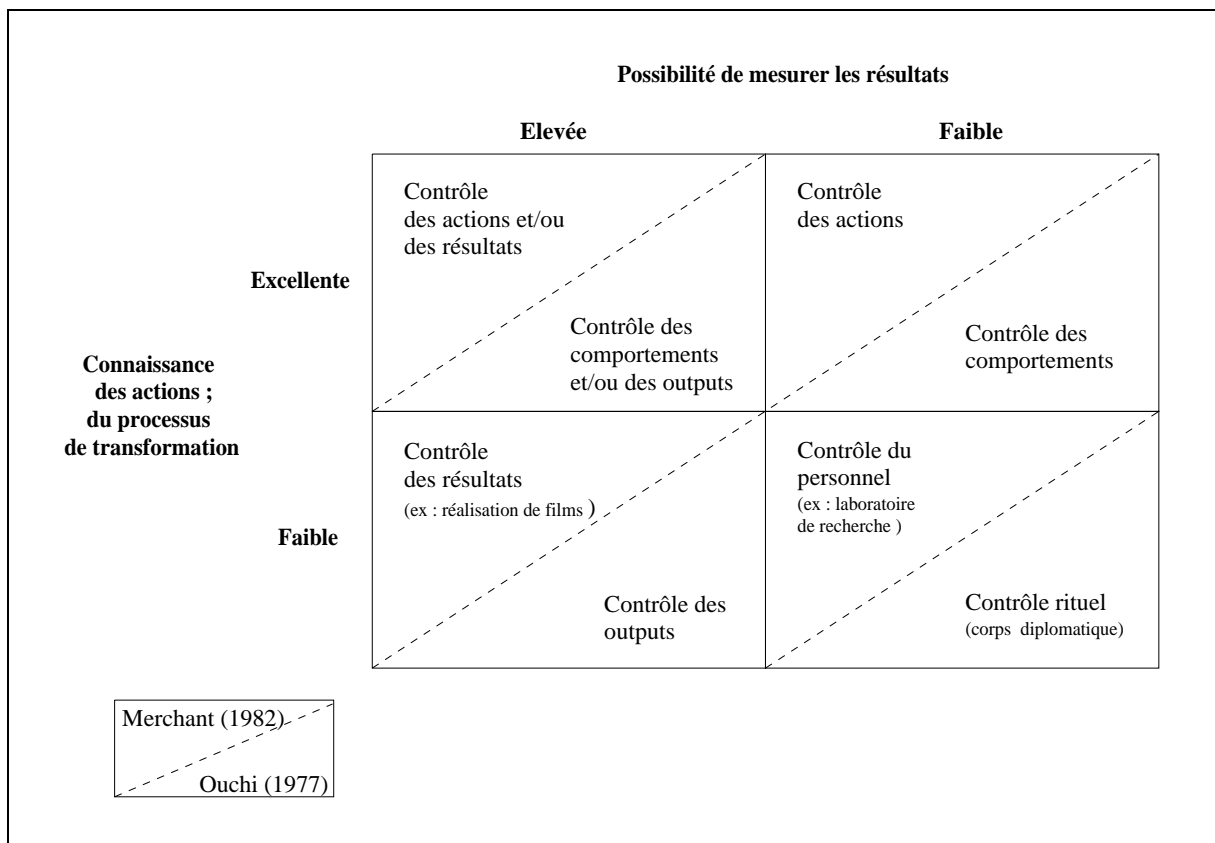 Possibilité de mesurer les résultats
Elevée
Faible
Excellente
Contrôle
des actions et/ou
des résultats
Contrôle des
comportements
et/ou des outputs
Contrôle
des actions
Contrôle des
comportements
Connaissance
des actions ;
du processus
de transformation
Faible
Contrôle
des résultats
(ex : réalisation de films )
Contrôle des
outputs
Contrôle du
personnel
(ex : laboratoire
de recherche )
Contrôle rituel
(corps diplomatique)
Merchant (1982)
Ouchi (1977)